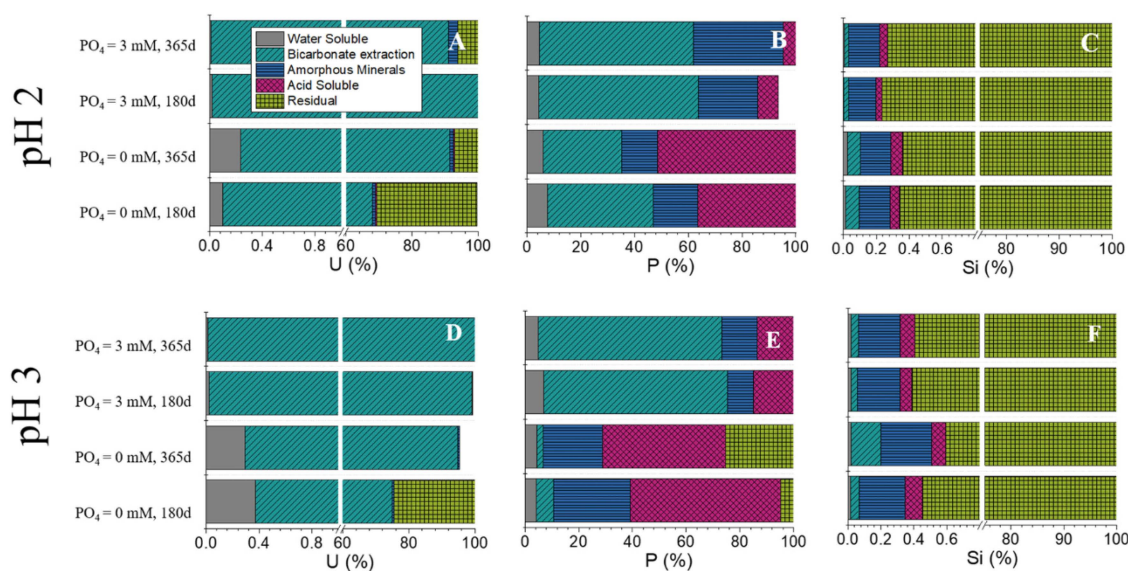 pH 2
PO4 = 3 mM, 365d
PO4 = 3 mM, 180d
PO4 = 0 mM, 365d
PO4 = 0 mM, 180d
Water Soluble
Bicarbonate extraction
Amorphous Minerals
Acid Soluble
Residual
A
0.0 0.4 0.8 60 80 100
U (%)
B
0 20 40 60 80 100
P (%)
C
0.0 0.2 0.4 0.6 80 90 100
Si (%)
pH 3
PO4 = 3 mM, 365d
PO4 = 3 mM, 180d
PO4 = 0 mM, 365d
PO4 = 0 mM, 180d
D
0.0 0.4 0.8 60 80 100
U (%)
E
0 20 40 60 80 100
P (%)
F
0.0 0.2 0.4 0.6 80 90 100
Si (%)